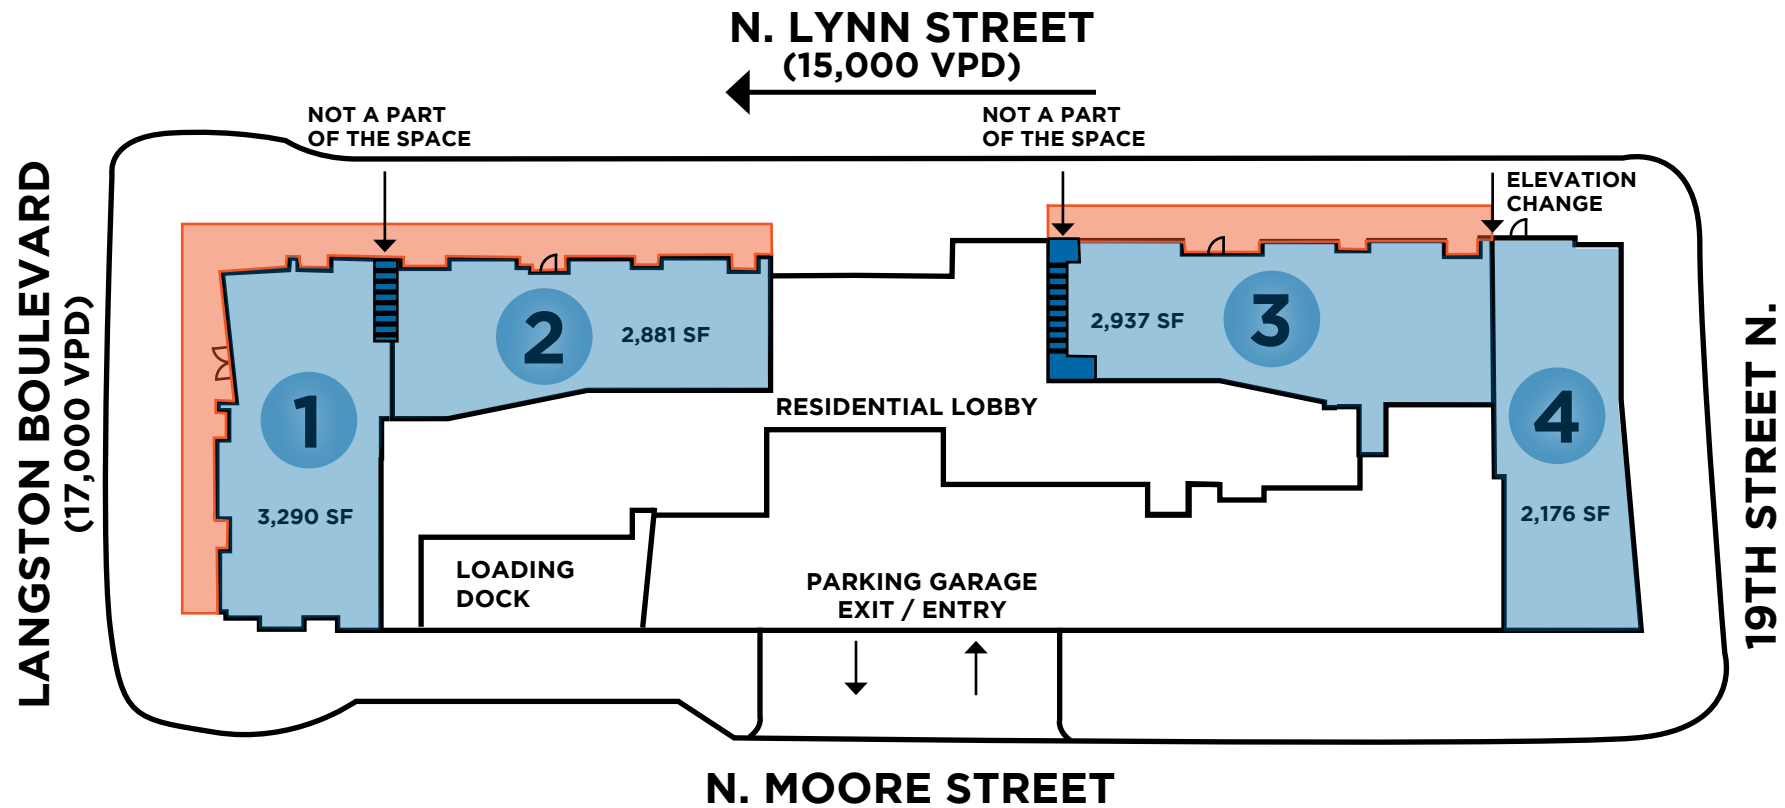 N. LYNN STREET
(15,000 VPD)
NOT A PART
OF THE SPACE
NOT A PART
OF THE SPACE
ELEVATION
CHANGE
LANGSTON BOULEVARD
(17,000 VPD)
1
3,290 SF
2
2,881 SF
3
2,937 SF
4
2,176 SF
RESIDENTIAL LOBBY
LOADING
DOCK
PARKING GARAGE
EXIT / ENTRY
19TH STREET N.
N. MOORE STREET